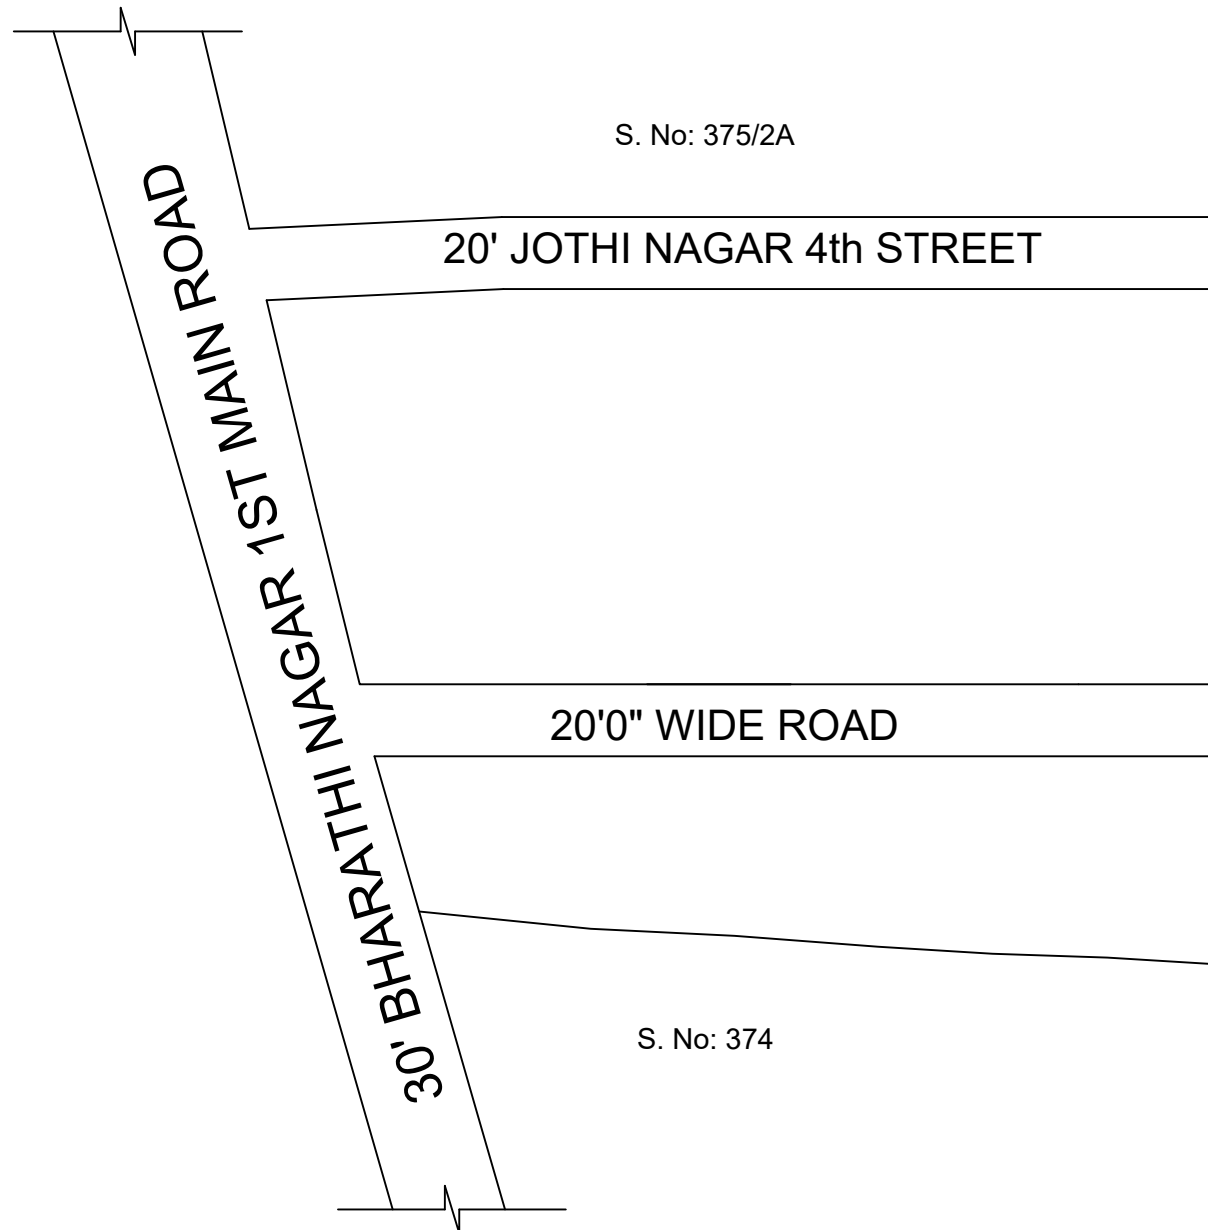 S. No: 375/2A
20' JOTHI NAGAR 4th STREET
30' BHARATHI NAGAR 1ST MAIN ROAD
20'0" WIDE ROAD
S. No: 374